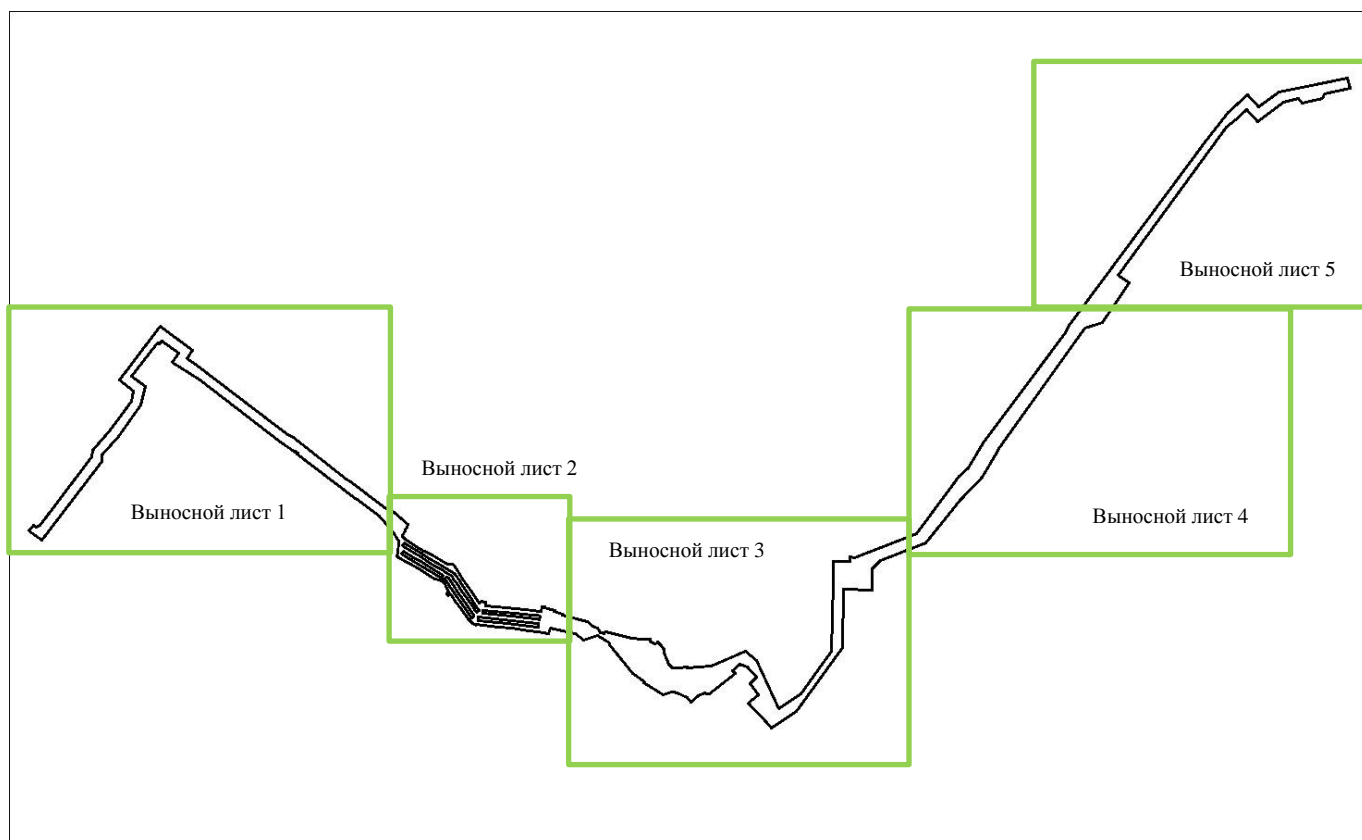 Выносной лист 5
Выносной лист 2
Выносной лист 1
Выносной лист 4
Выносной лист 3